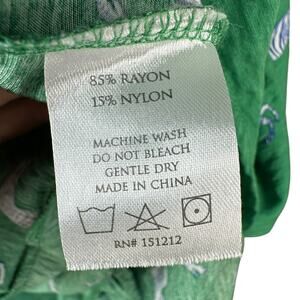 85% RAYON
15% NYLON
MACHINE WASH
DO NOT BLEACH
GENTLE DRY
MADE IN CHINA
RN# 151212